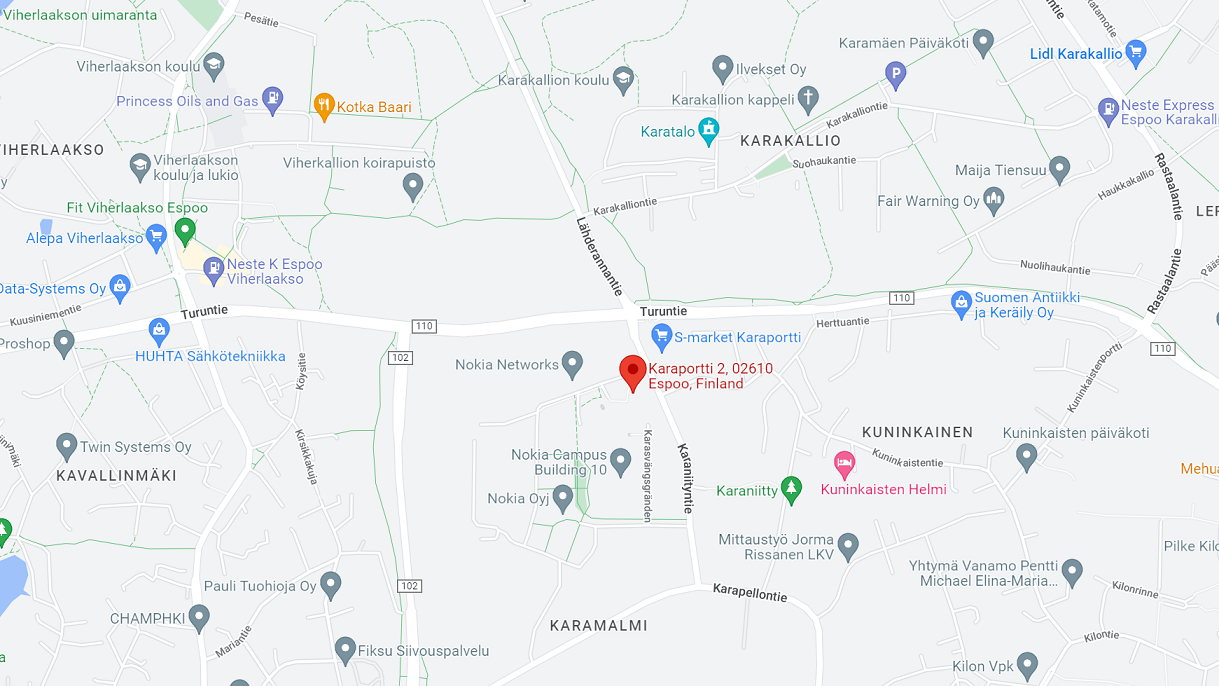 Viherlaakson uimaranta
Pesätie
Viherlaakson koulu
Princess Oils and Gas
Kotka Baari
VIHERLAAKSO
Viherlaakson
koulu ja lukio
Viherkallion koirapuisto
Fit Viherlaakso Espoo
Alepa Viherlaakso
Neste K Espoo
Viherlaakso
Data-Systems Oy
Kuusiniementie
Turuntie
110
Proshop
HUHTA Sähkötekniikka
102
Köysitie
Kirsikkakuja
Twin Systems Oy
KAVALLINMÄKI
Pauli Tuohioja Oy
102
CHAMPHKI
Mariantie
Fiksu Siivouspalvelu
Karakallion koulu
Ilvekset Oy
Karamäen Päiväkoti
Lidl Karakallio
P
Karakallion kappeli
Karatalo
Karakalliontie
KARAKALLIO
Suohaukantie
Neste Express
Espoo Karakalli
Maija Tiensuu
Fair Warning Oy
Haukkakallio
Rastaalantie
LEP
Karakalliontie
Lähderannantie
Nuolihaukantie
Rastaalantie
Turuntie
110
Suomen Antiikki
ja Keräily Oy
Herttuantie
110
S-market Karaportti
Nokia Networks
Karaportti 2, 02610
Espoo, Finland
Kuninkaistenportti
KUNINKAINEN
Kuninkaisten päiväkoti
Kuninkaistentie
Nokia Campus
Building 10
Nokia Oyj
Karasvängsgränden
Karaniityntie
Karaniitty
Kuninkaisten Helmi
Mehua
Mittaustyö Jorma
Rissanen LKV
Pilke Kilo
Yhtymä Vanamo Pentti
Michael Elina-Maria...
Karapellontie
Kilonrinne
KARAMALMI
Kilontie
Kilon Vpk